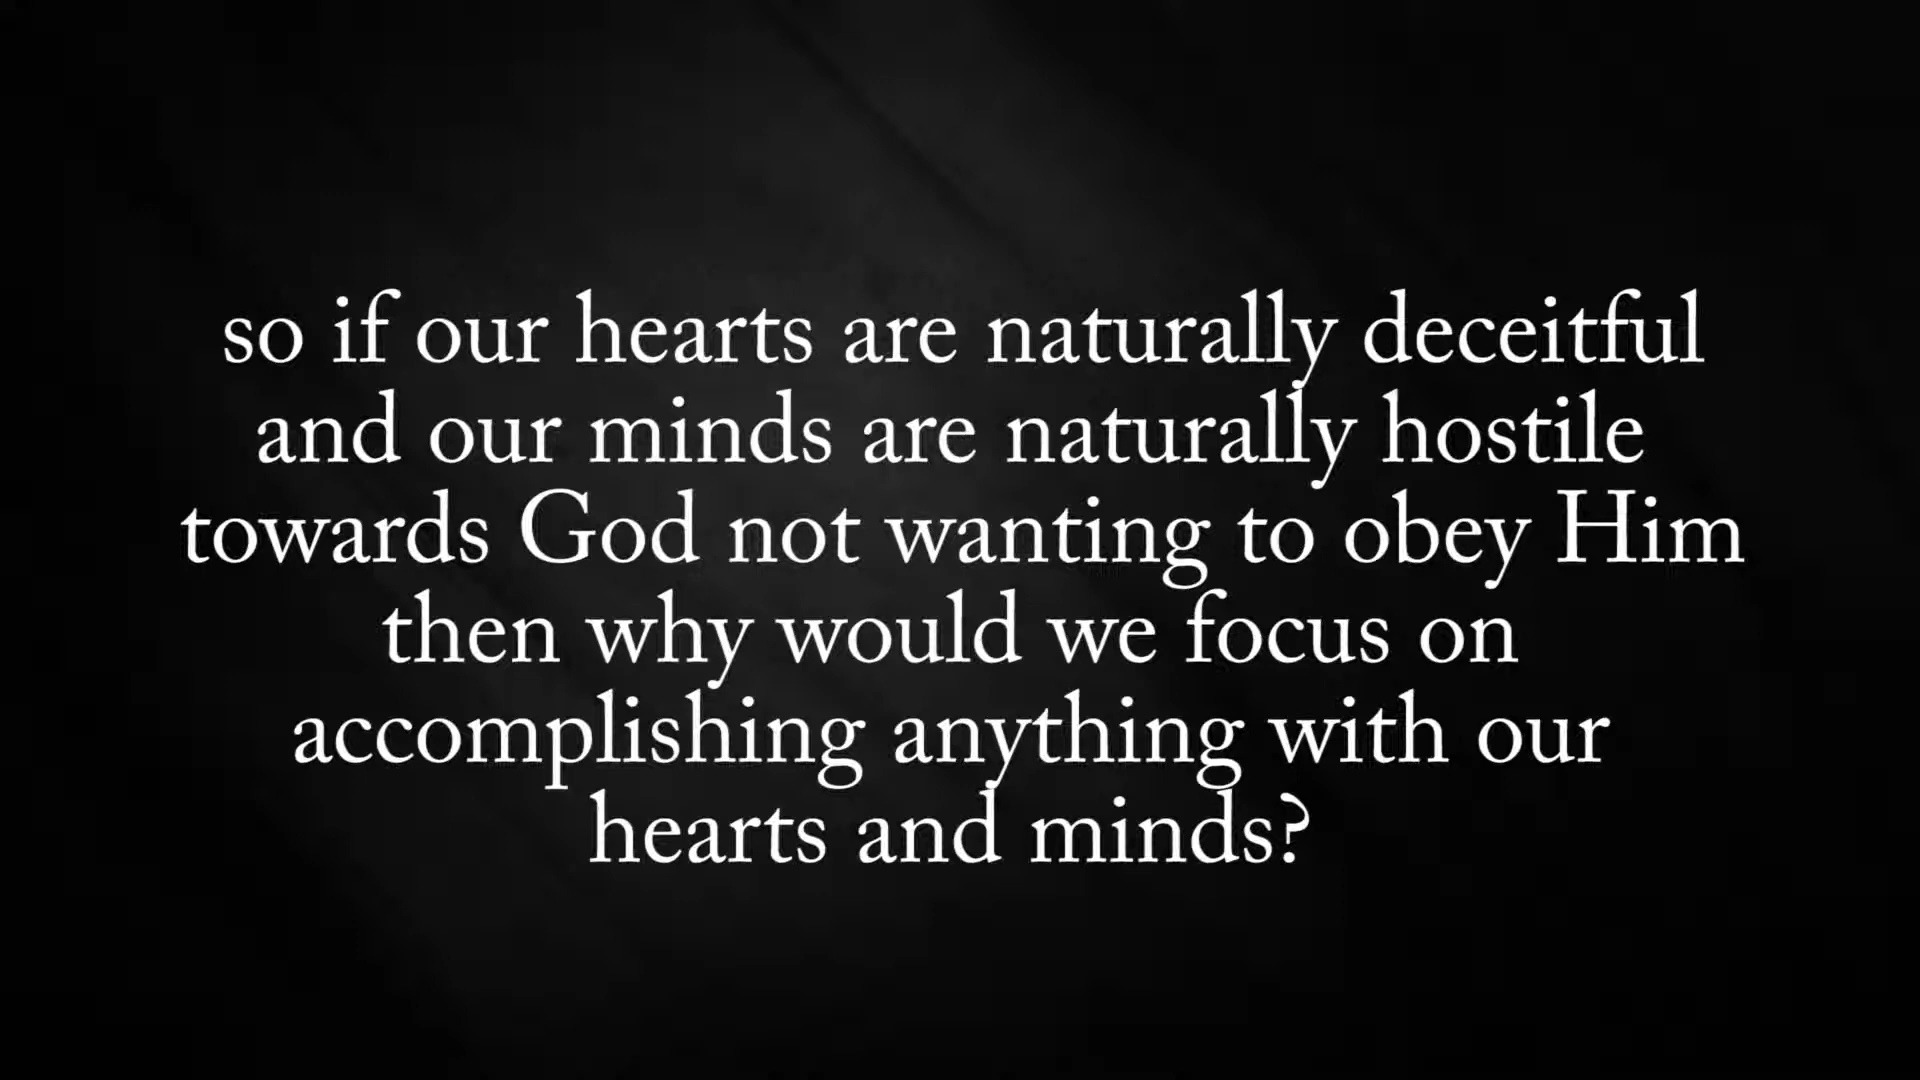 so if our hearts are naturally deceitful
and our minds are naturally hostile
towards God not wanting to obey Him
then why would we focus on
accomplishing anything with our
hearts and minds?